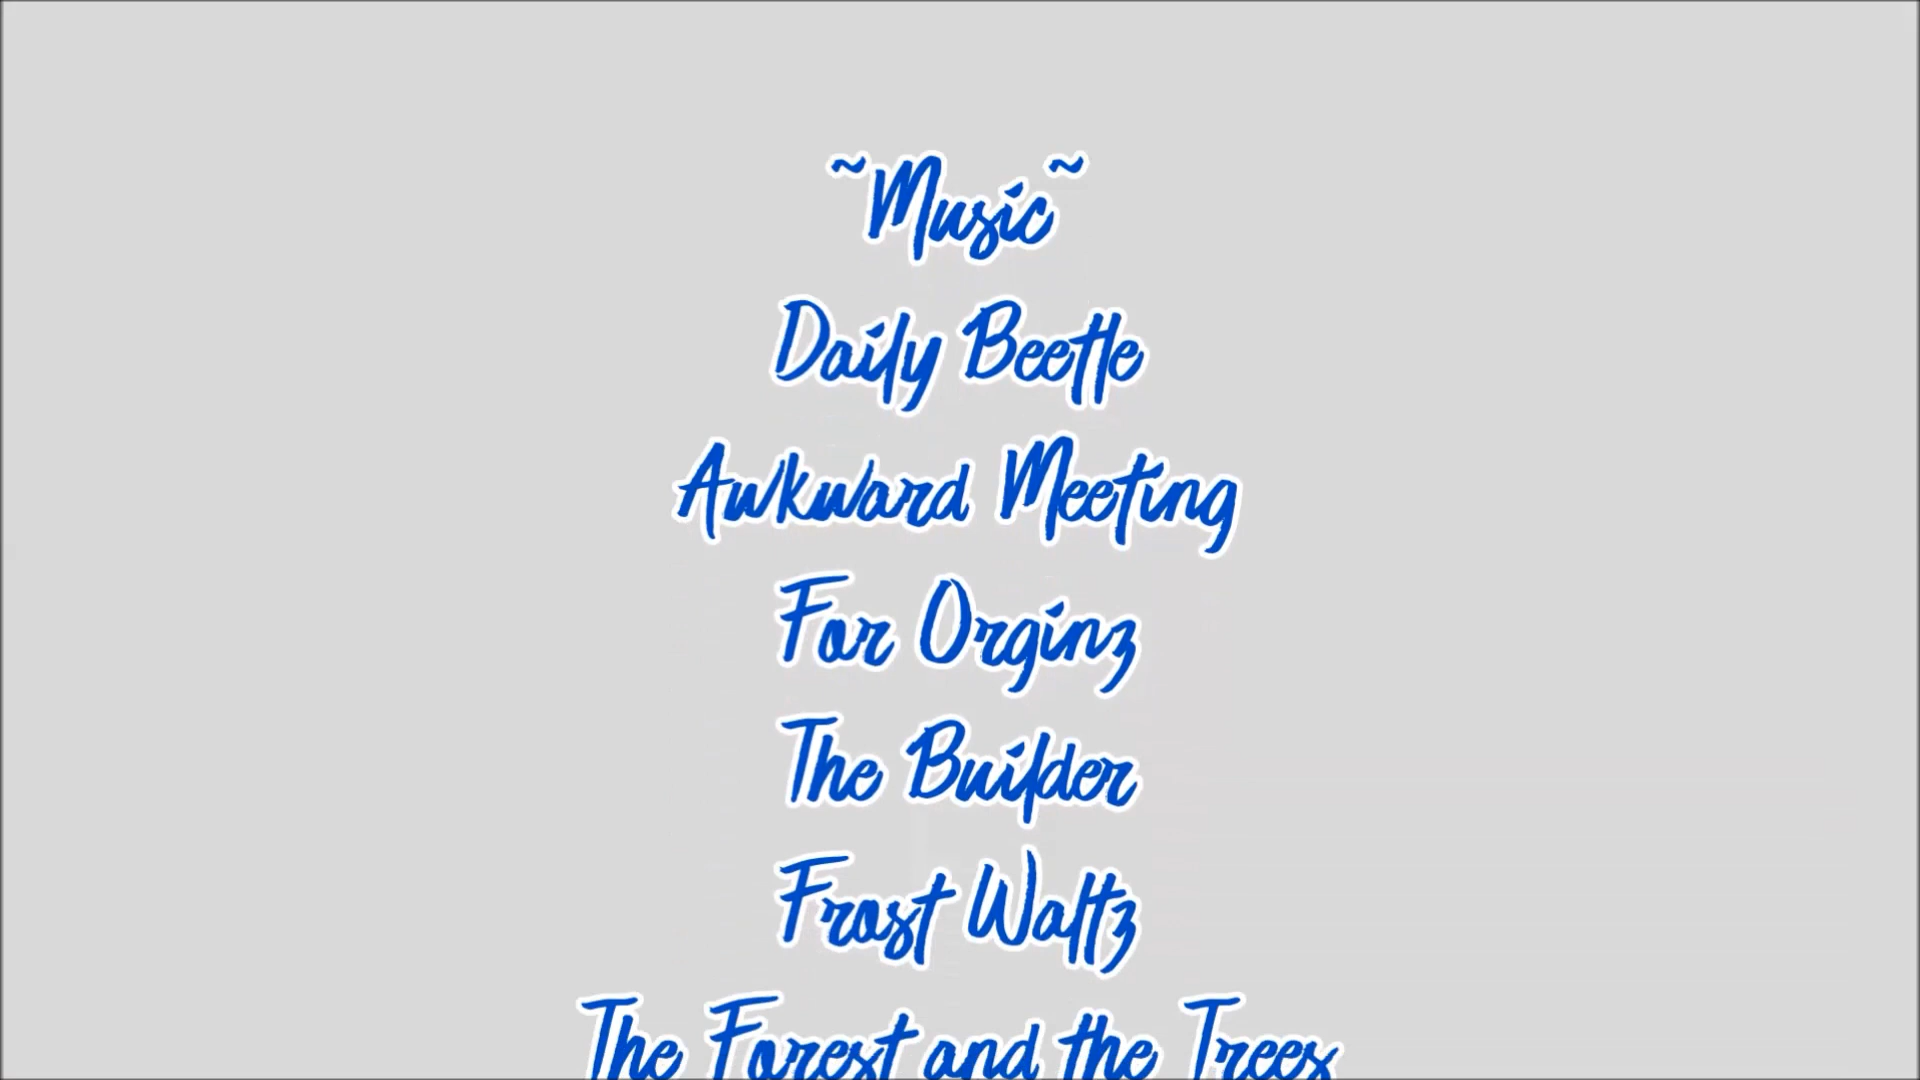 ~Music~
Daily Beetle
Awkward Meeting
For Orginz
The Builder
Frost Waltz
The Forest and the Trees